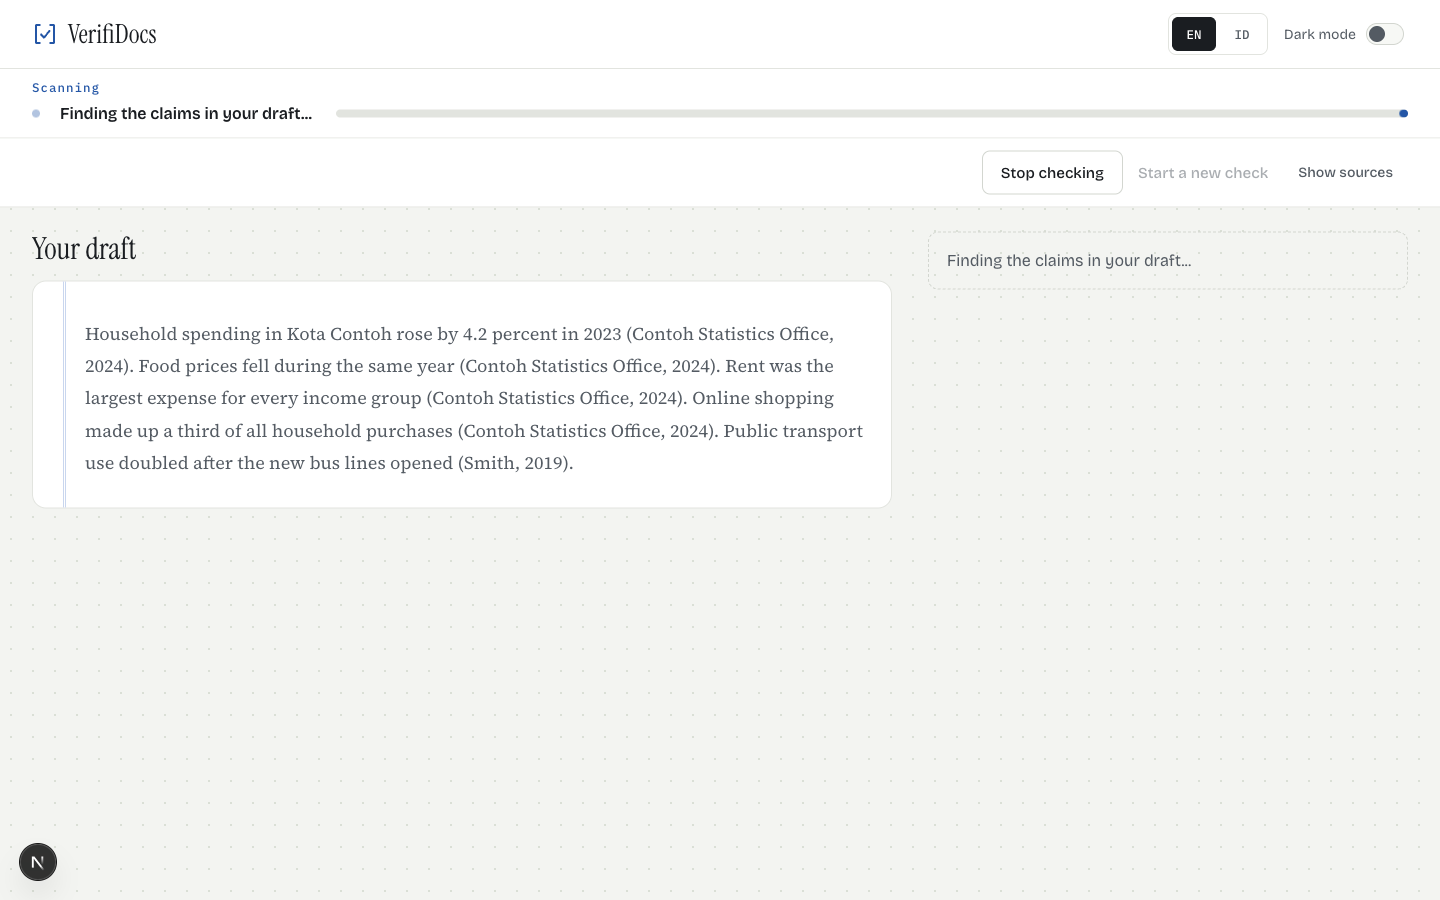 VerifiDocs
EN
ID
Dark mode
Scanning
Finding the claims in your draft...
Stop checking
Start a new check
Show sources
Your draft
Household spending in Kota Contoh rose by 4.2 percent in 2023 (Contoh Statistics Office,
2024). Food prices fell during the same year (Contoh Statistics Office, 2024). Rent was the
largest expense for every income group (Contoh Statistics Office, 2024). Online shopping
made up a third of all household purchases (Contoh Statistics Office, 2024). Public transport
use doubled after the new bus lines opened (Smith, 2019).
Finding the claims in your draft...
N